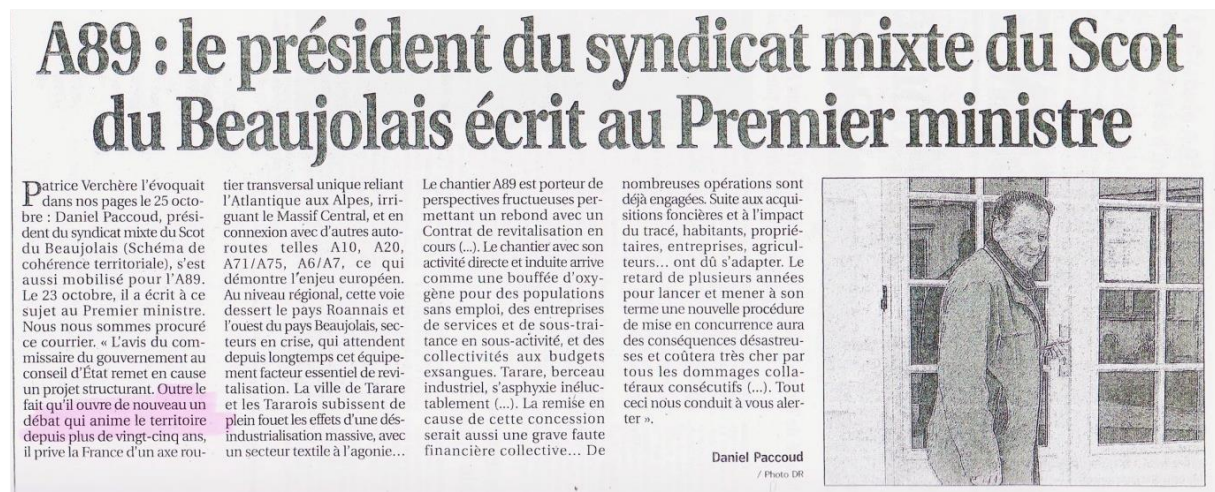 A89 : le président du syndicat mixte du Scot
du Beaujolais écrit au Premier ministre
Patrice Verchère l'évoquait
dans nos pages le 25 octo-
bre : Daniel Paccoud, prési-
dent du syndicat mixte du Scot
du Beaujolais (Schéma de
cohérence territoriale), s'est
aussi mobilisé pour l'A89.
Le 23 octobre, il a écrit à ce
sujet au Premier ministre.
Nous nous sommes procuré
ce courrier. « L'avis du com-
missaire du gouvernement au
conseil d'État remet en cause
un projet structurant. Outre le
fait qu'il ouvre de nouveau un
débat qui anime le territoire
depuis plus de vingt-cinq ans,
il prive la France d'un axe rou-
tier transversal unique reliant
l'Atlantique aux Alpes, irri-
guant le Massif Central, et en
connexion avec d'autres auto-
routes telles A10, A20,
A71/A75, A6/A7, ce qui
démontre l'enjeu européen.
Au niveau régional, cette voie
dessert le pays Roannais et
l'ouest du pays Beaujolais, sec-
teurs en crise, qui attendent
depuis longtemps cet équipe-
ment facteur essentiel de revi-
talisation. La ville de Tarare
et les Tararois subissent de
plein fouet les effets d'une dés-
industrialisation massive, avec
un secteur textile à l'agonie...
Le chantier A89 est porteur de
perspectives fructueuses per-
mettant un rebond avec un
Contrat de revitalisation en
cours (...). Le chantier avec son
activité directe et induite arrive
comme une bouffée d'oxy-
gène pour des populations
sans emploi, des entreprises
de services et de sous-trai-
tance en sous-activité, et des
collectivités aux budgets
exsangues. Tarare, berceau
industriel, s'asphyxie inéluc-
tablement (...). La remise en
cause de cette concession
serait aussi une grave faute
financière collective... De
nombreuses opérations sont
déjà engagées. Suite aux acqui-
sitions foncières et à l'impact
du tracé, habitants, proprié-
taires, entreprises, agricul-
teurs... ont dû s'adapter. Le
retard de plusieurs années
pour lancer et mener à son
terme une nouvelle procédure
de mise en concurrence aura
des conséquences désastreu-
ses et coûtera très cher par
tous les dommages colla-
téraux consécutifs (...). Tout
ceci nous conduit à vous aler-
ter ».
Daniel Paccoud
/ Photo DR